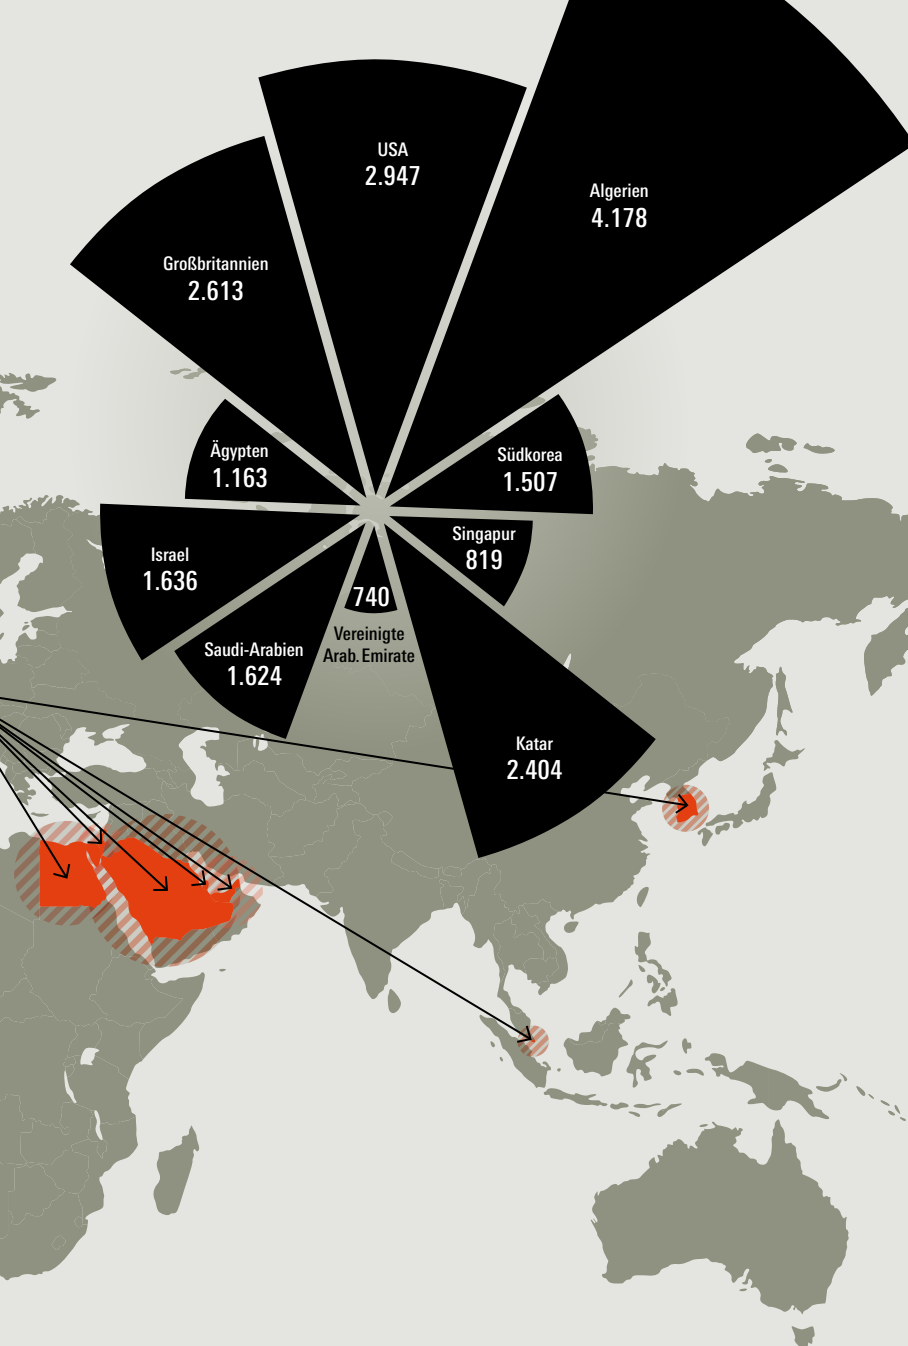 USA
2.947
Algerien
4.178
Großbritannien
2.613
Ägypten
1.163
Südkorea
1.507
Singapur
819
Israel
1.636
740
Vereinigte
Arab. Emirate
Saudi-Arabien
1.624
Katar
2.404